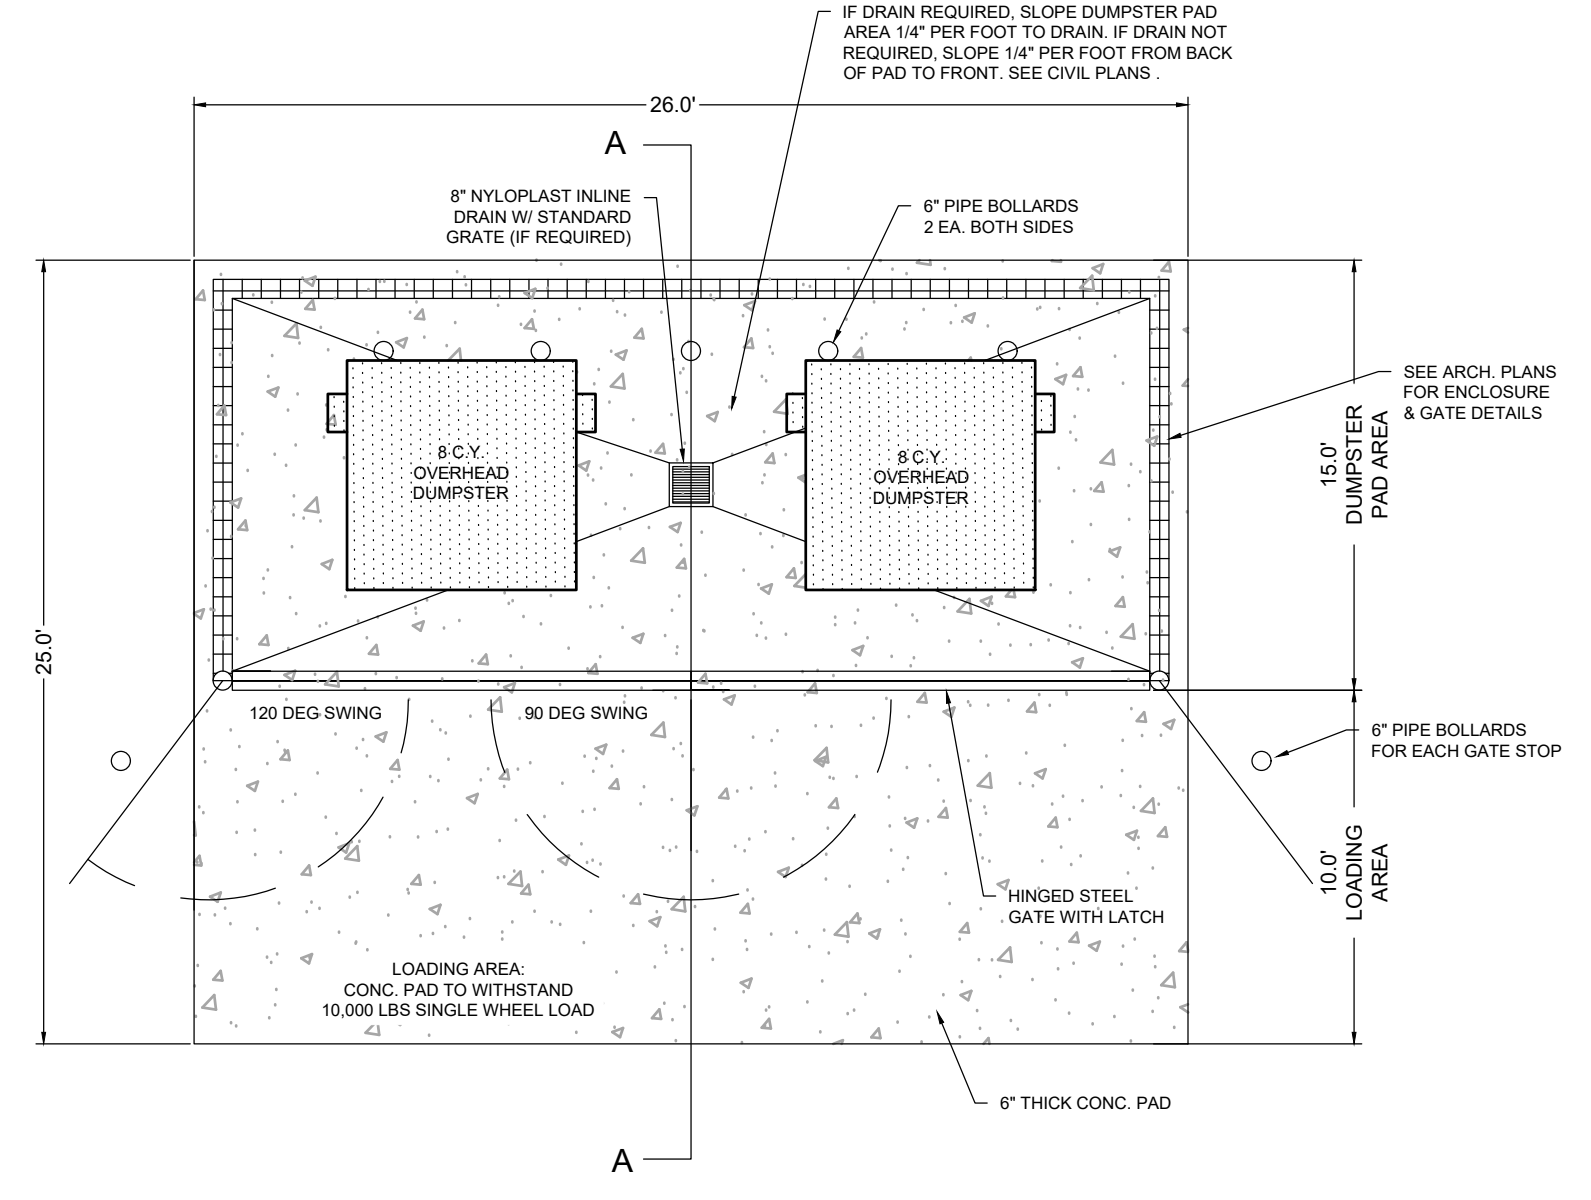 IF DRAIN REQUIRED, SLOPE DUMPSTER PAD
AREA 1/4" PER FOOT TO DRAIN. IF DRAIN NOT
REQUIRED, SLOPE 1/4" PER FOOT FROM BACK
OF PAD TO FRONT. SEE CIVIL PLANS .
26.0'
A
8" NYLOPLAST INLINE
DRAIN W/ STANDARD
GRATE (IF REQUIRED)
6" PIPE BOLLARDS
2 EA. BOTH SIDES
SEE ARCH. PLANS
FOR ENCLOSURE
& GATE DETAILS
8 C.Y.
OVERHEAD
DUMPSTER
8 C.Y.
OVERHEAD
DUMPSTER
15.0'
DUMPSTER
PAD AREA
25.0'
120 DEG SWING
90 DEG SWING
6" PIPE BOLLARDS
FOR EACH GATE STOP
10.0'
LOADING
AREA
HINGED STEEL
GATE WITH LATCH
LOADING AREA:
CONC. PAD TO WITHSTAND
10,000 LBS SINGLE WHEEL LOAD
6" THICK CONC. PAD
A